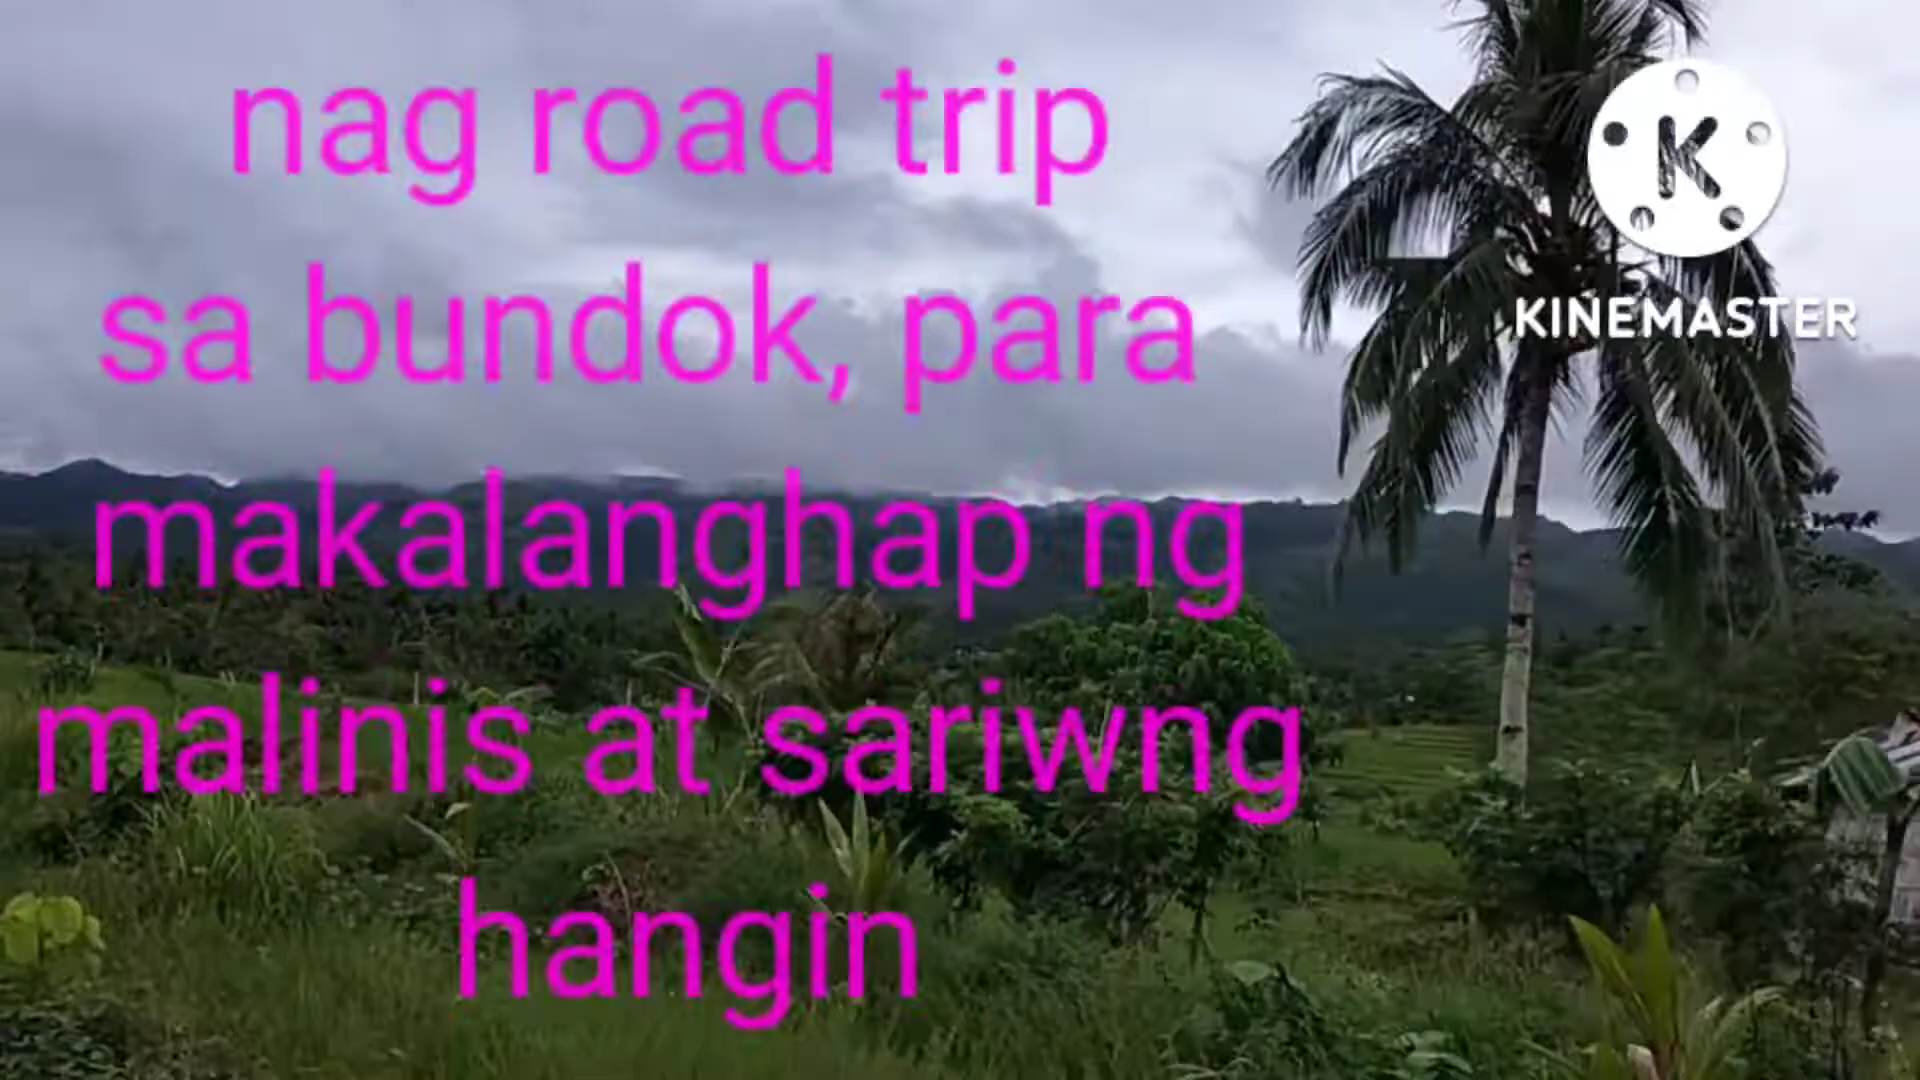 nag road trip
sa bundok, para
makalanghap ng
malinis at sariwng
hangin
K
KINEMASTER